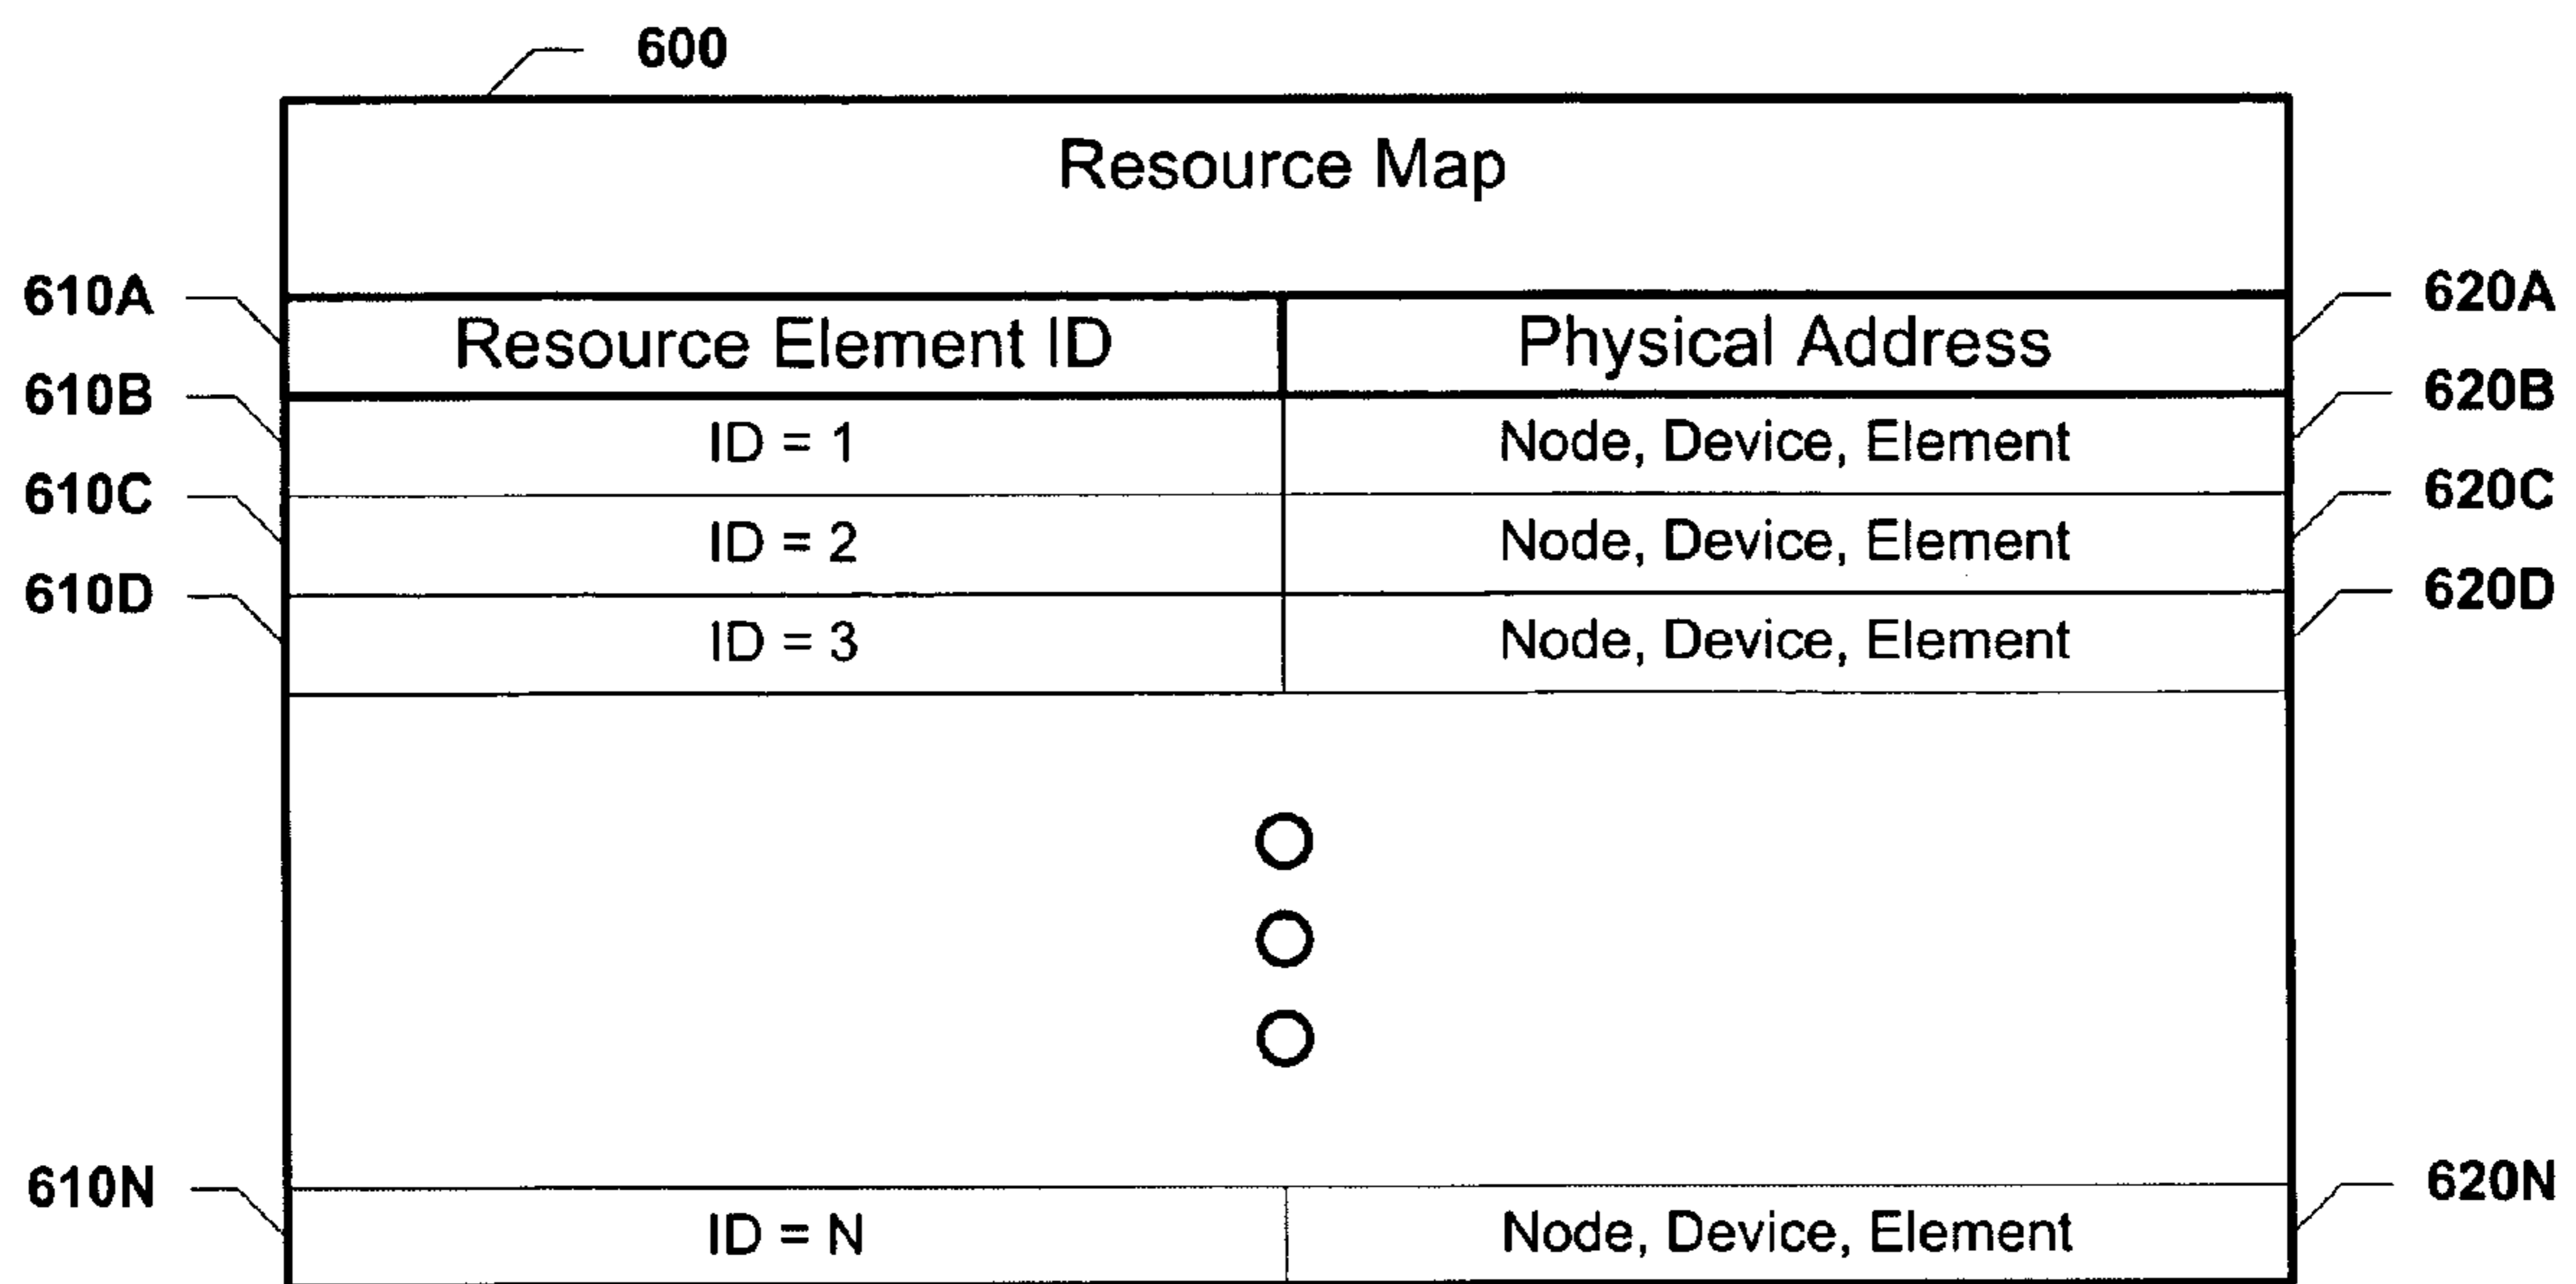 600
Resource Map
610A Resource Element ID Physical Address 620A
610B ID = 1 Node, Device, Element 620B
610C ID = 2 Node, Device, Element 620C
610D ID = 3 Node, Device, Element 620D
610N ID = N Node, Device, Element 620N